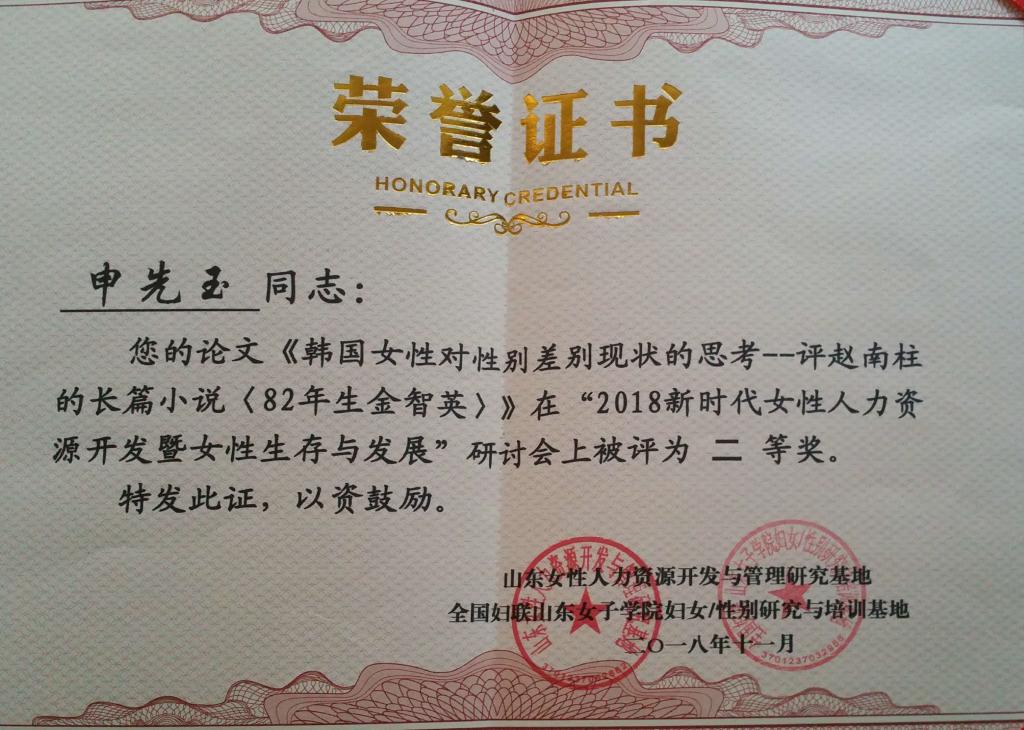 荣誉证书
HONORARY CREDENTIAL
申先玉 同志：
您的论文《韩国女性对性别差别现状的思考--评赵南柱
的长篇小说〈82年生金智英〉》在“2018新时代女性人力资
源开发暨女性生存与发展”研讨会上被评为 二 等奖。
特发此证，以资鼓励。
山东女性人力资源开发与管理研究基地
全国妇联山东女子学院妇女/性别研究与培训基地
二〇一八年十一月